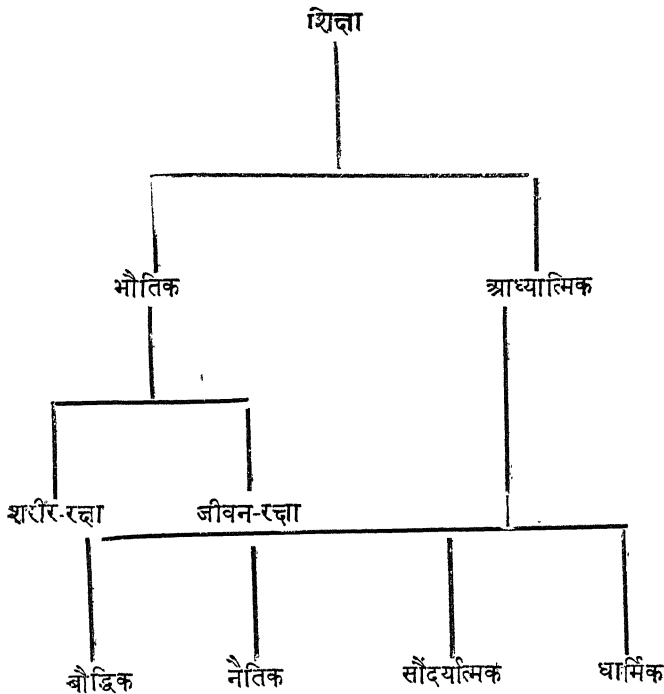 शिक्षा
भौतिक आध्यात्मिक
शरीर-रक्षा जीवन-रक्षा
बौद्धिक नैतिक सौंदर्यात्मक धार्मिक